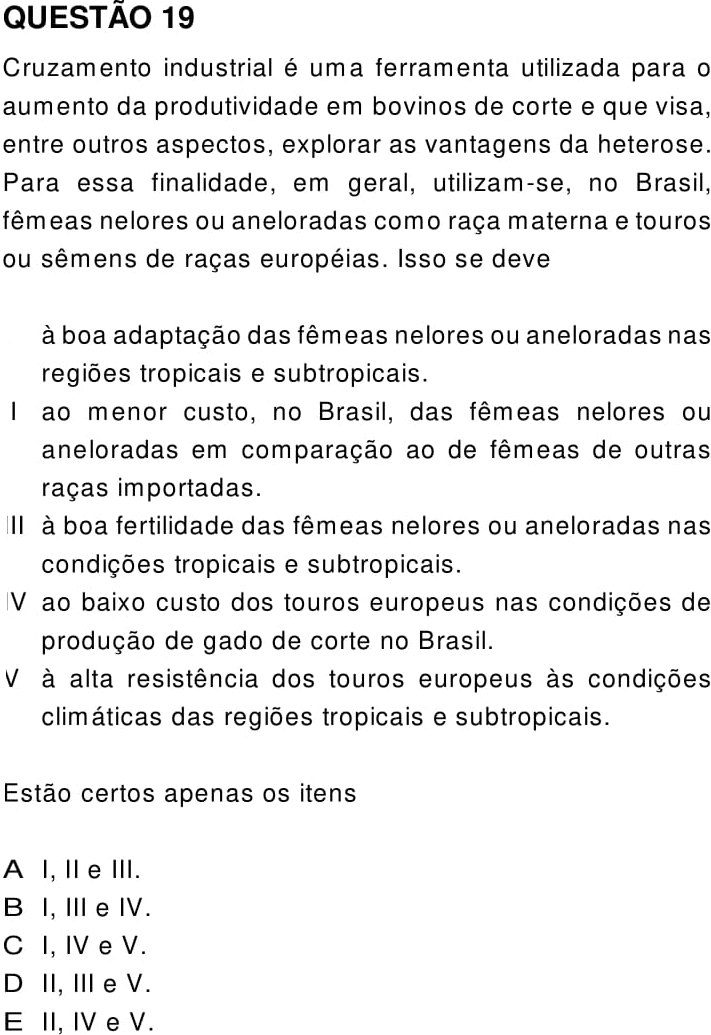 QUESTÃO 19
Cruzamento industrial é uma ferramenta utilizada para o
aumento da produtividade em bovinos de corte e que visa,
entre outros aspectos, explorar as vantagens da heterose.
Para essa finalidade, em geral, utilizam-se, no Brasil,
fêmeas nelores ou aneloradas como raça materna e touros
ou sêmens de raças européias. Isso se deve
à boa adaptação das fêmeas nelores ou aneloradas nas
regiões tropicais e subtropicais.
I ao menor custo, no Brasil, das fêmeas nelores ou
aneloradas em comparação ao de fêmeas de outras
raças importadas.
III à boa fertilidade das fêmeas nelores ou aneloradas nas
condições tropicais e subtropicais.
IV ao baixo custo dos touros europeus nas condições de
produção de gado de corte no Brasil.
V à alta resistência dos touros europeus às condições
climáticas das regiões tropicais e subtropicais.
Estão certos apenas os itens
A I, II e III.
B I, III e IV.
C I, IV e V.
D II, III e V.
E II, IV e V.